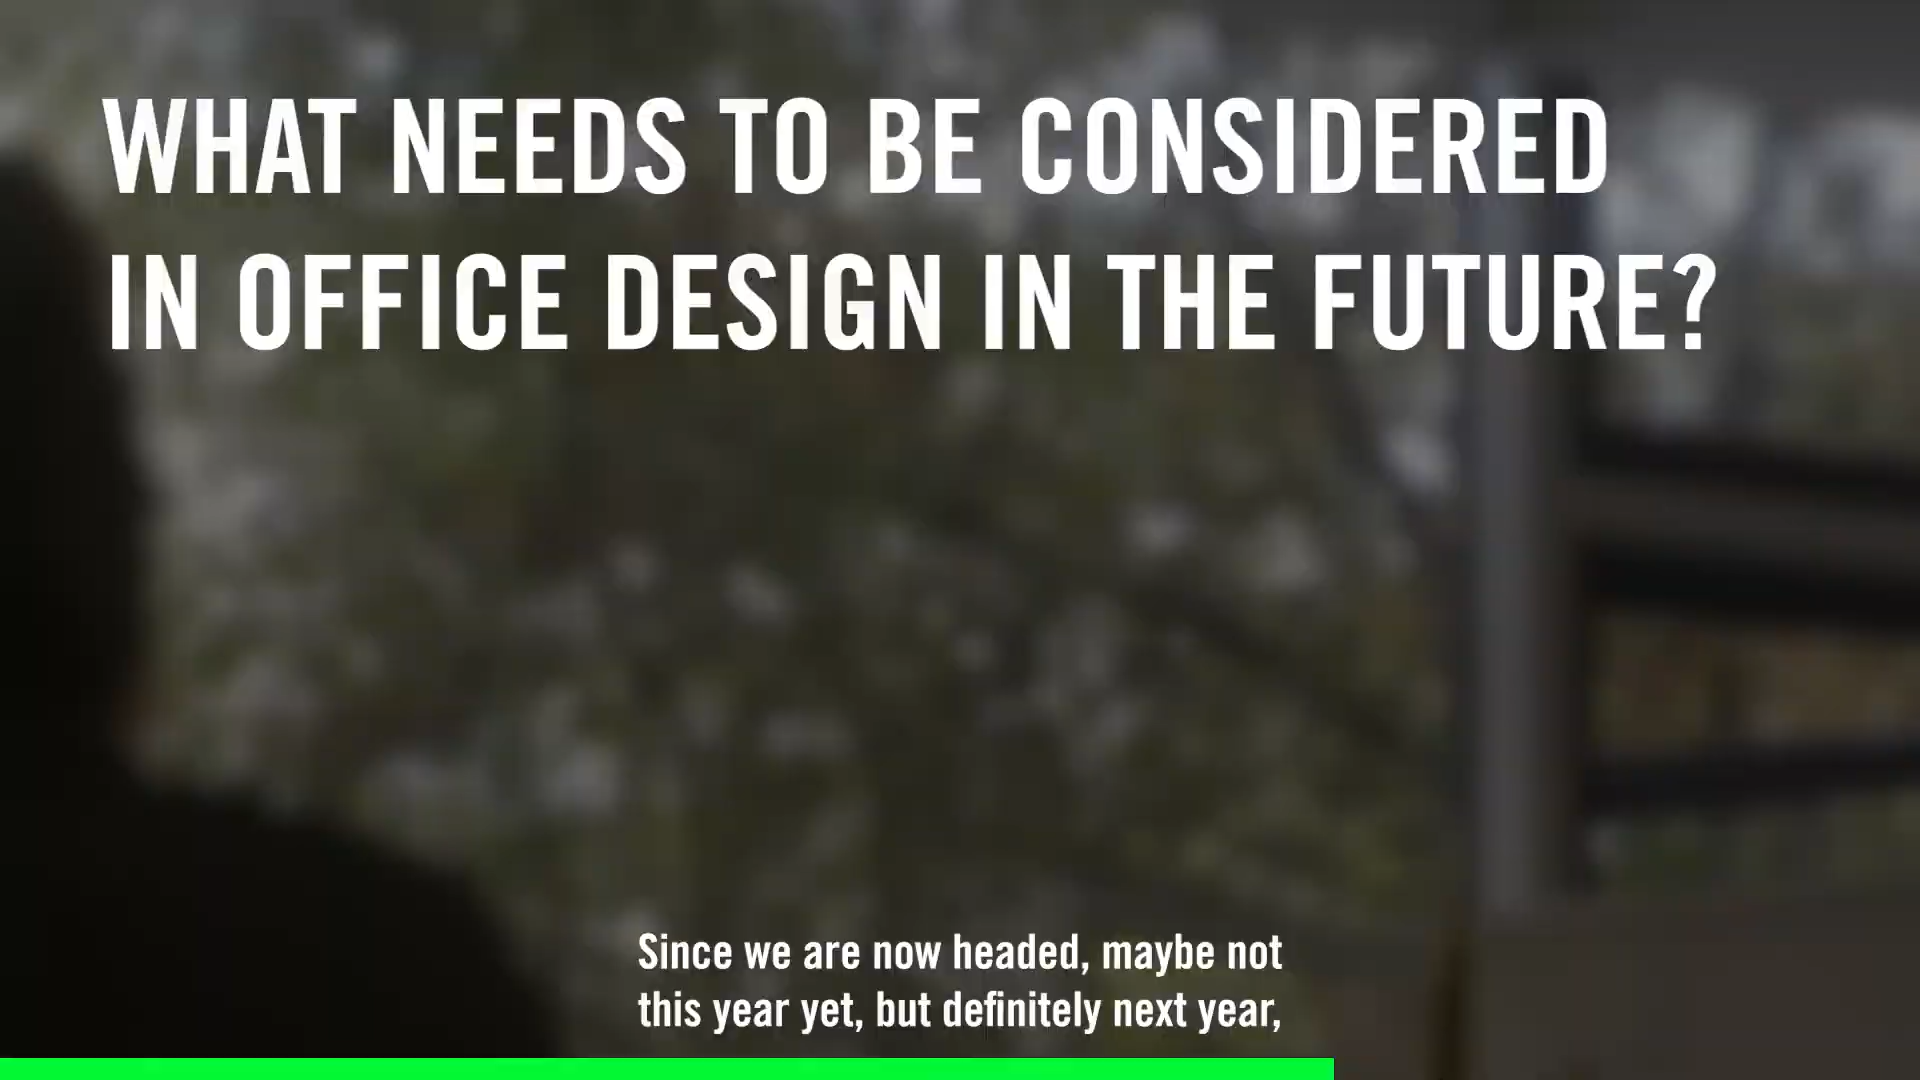 WHAT NEEDS TO BE CONSIDERED
IN OFFICE DESIGN IN THE FUTURE?
Since we are now headed, maybe not
this year yet, but definitely next year,